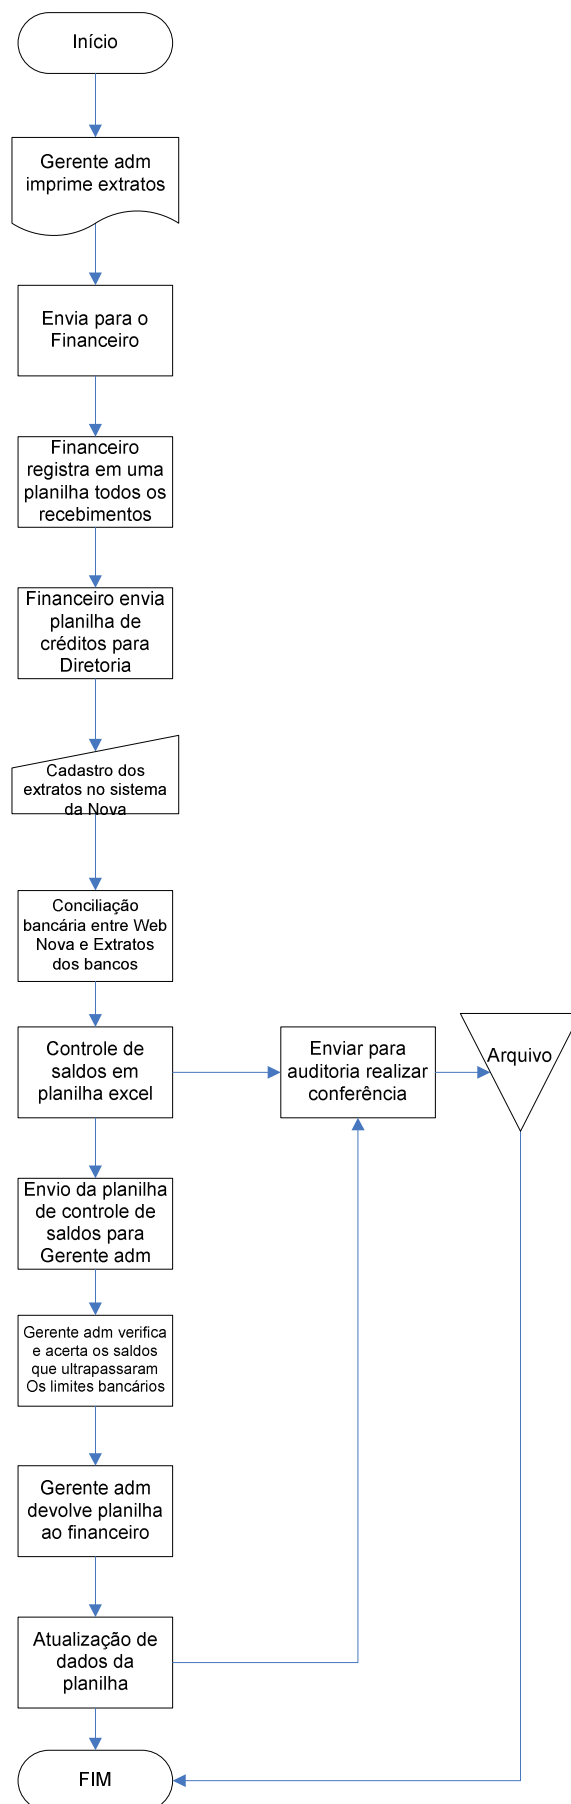 Início
Gerente adm
imprime extratos
Envia para o
Financeiro
Financeiro
registra em uma
planilha todos os
recebimentos
Financeiro envia
planilha de
créditos para
Diretoria
Cadastro dos
extratos no sistema
da Nova
Conciliação
bancária entre Web
Nova e Extratos
dos bancos
Controle de
saldos em
planilha excel
Enviar para
auditoria realizar
conferência
Arquivo
Envio da planilha
de controle de
saldos para
Gerente adm
Gerente adm verifica
e acerta os saldos
que ultrapassaram
Os limites bancários
Gerente adm
devolve planilha
ao financeiro
Atualização de
dados da
planilha
FIM